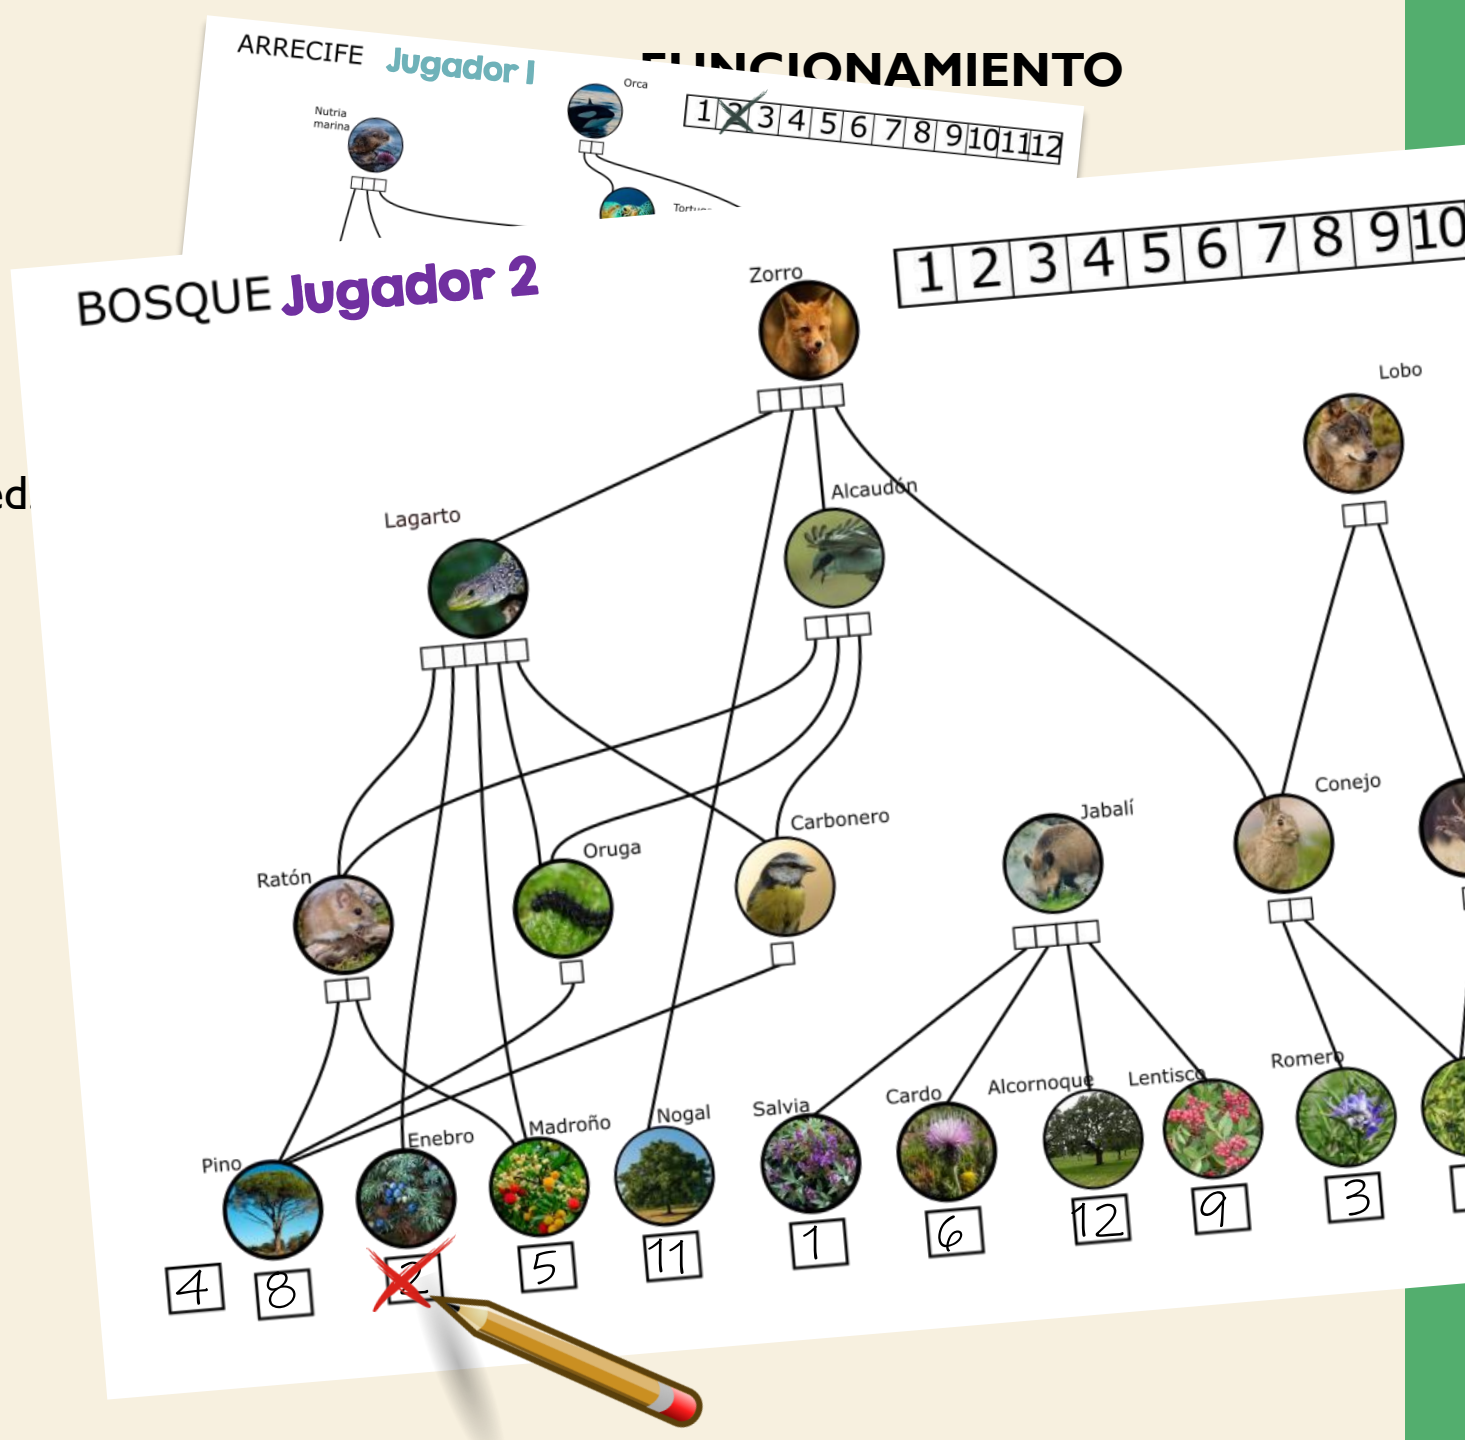 FUNCIONAMIENTO
ARRECIFE Jugador 1
Orca
1 2 3 4 5 6 7 8 9 10 11 12
Nutria
marina
ed.
BOSQUE Jugador 2
Zorro
1 2 3 4 5 6 7 8 9 10
Lobo
Alcaudón
Lagarto
Conejo
Jabalí
Carbonero
Oruga
Ratón
Romero
Lentisco
Alcornoque
Cardo
Salvia
Nogal
Madroño
Enebro
Pino
4 8 2 5 11 1 6 12 9 3